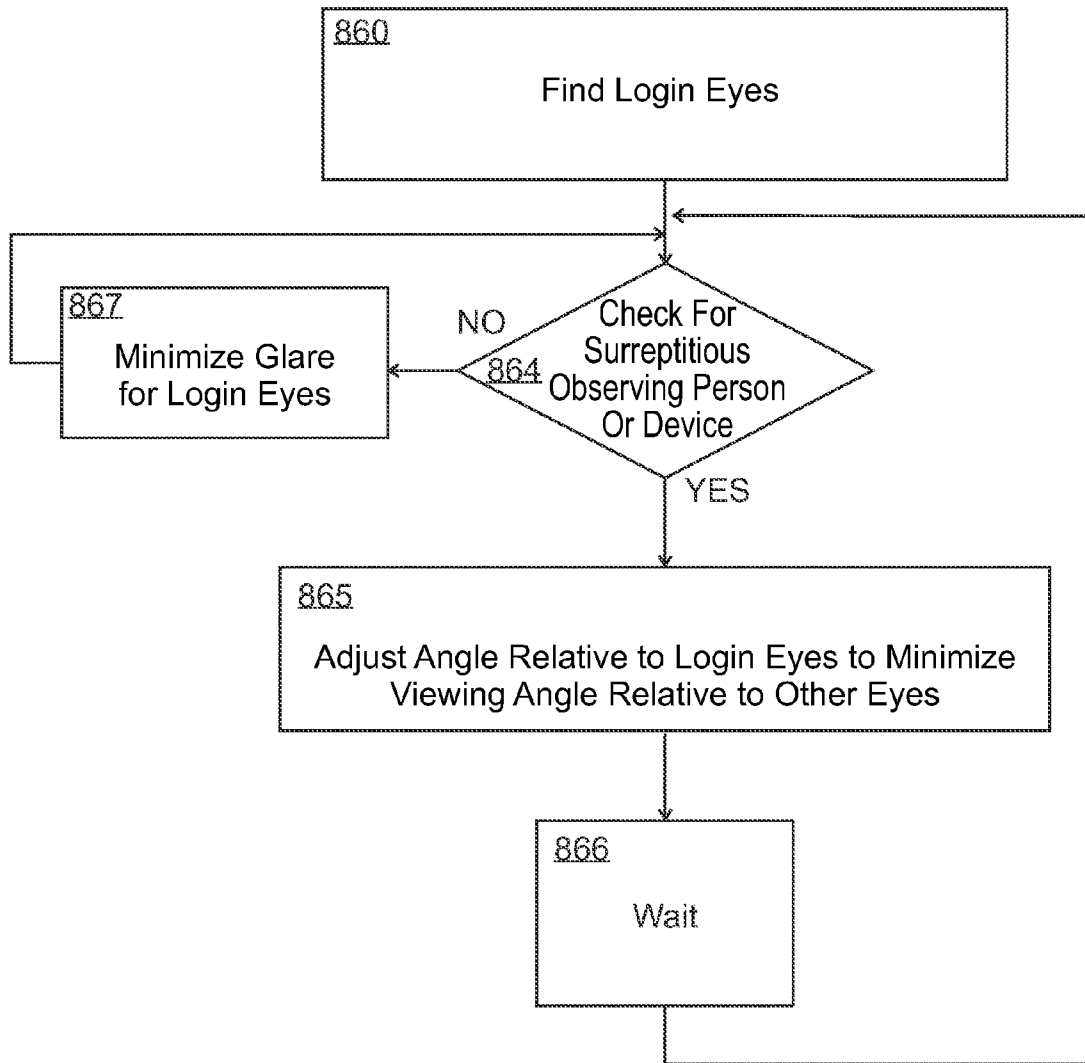 860
Find Login Eyes
867
Minimize Glare
for Login Eyes
NO
864
Check For
Surreptitious
Observing Person
Or Device
YES
865
Adjust Angle Relative to Login Eyes to Minimize
Viewing Angle Relative to Other Eyes
866
Wait